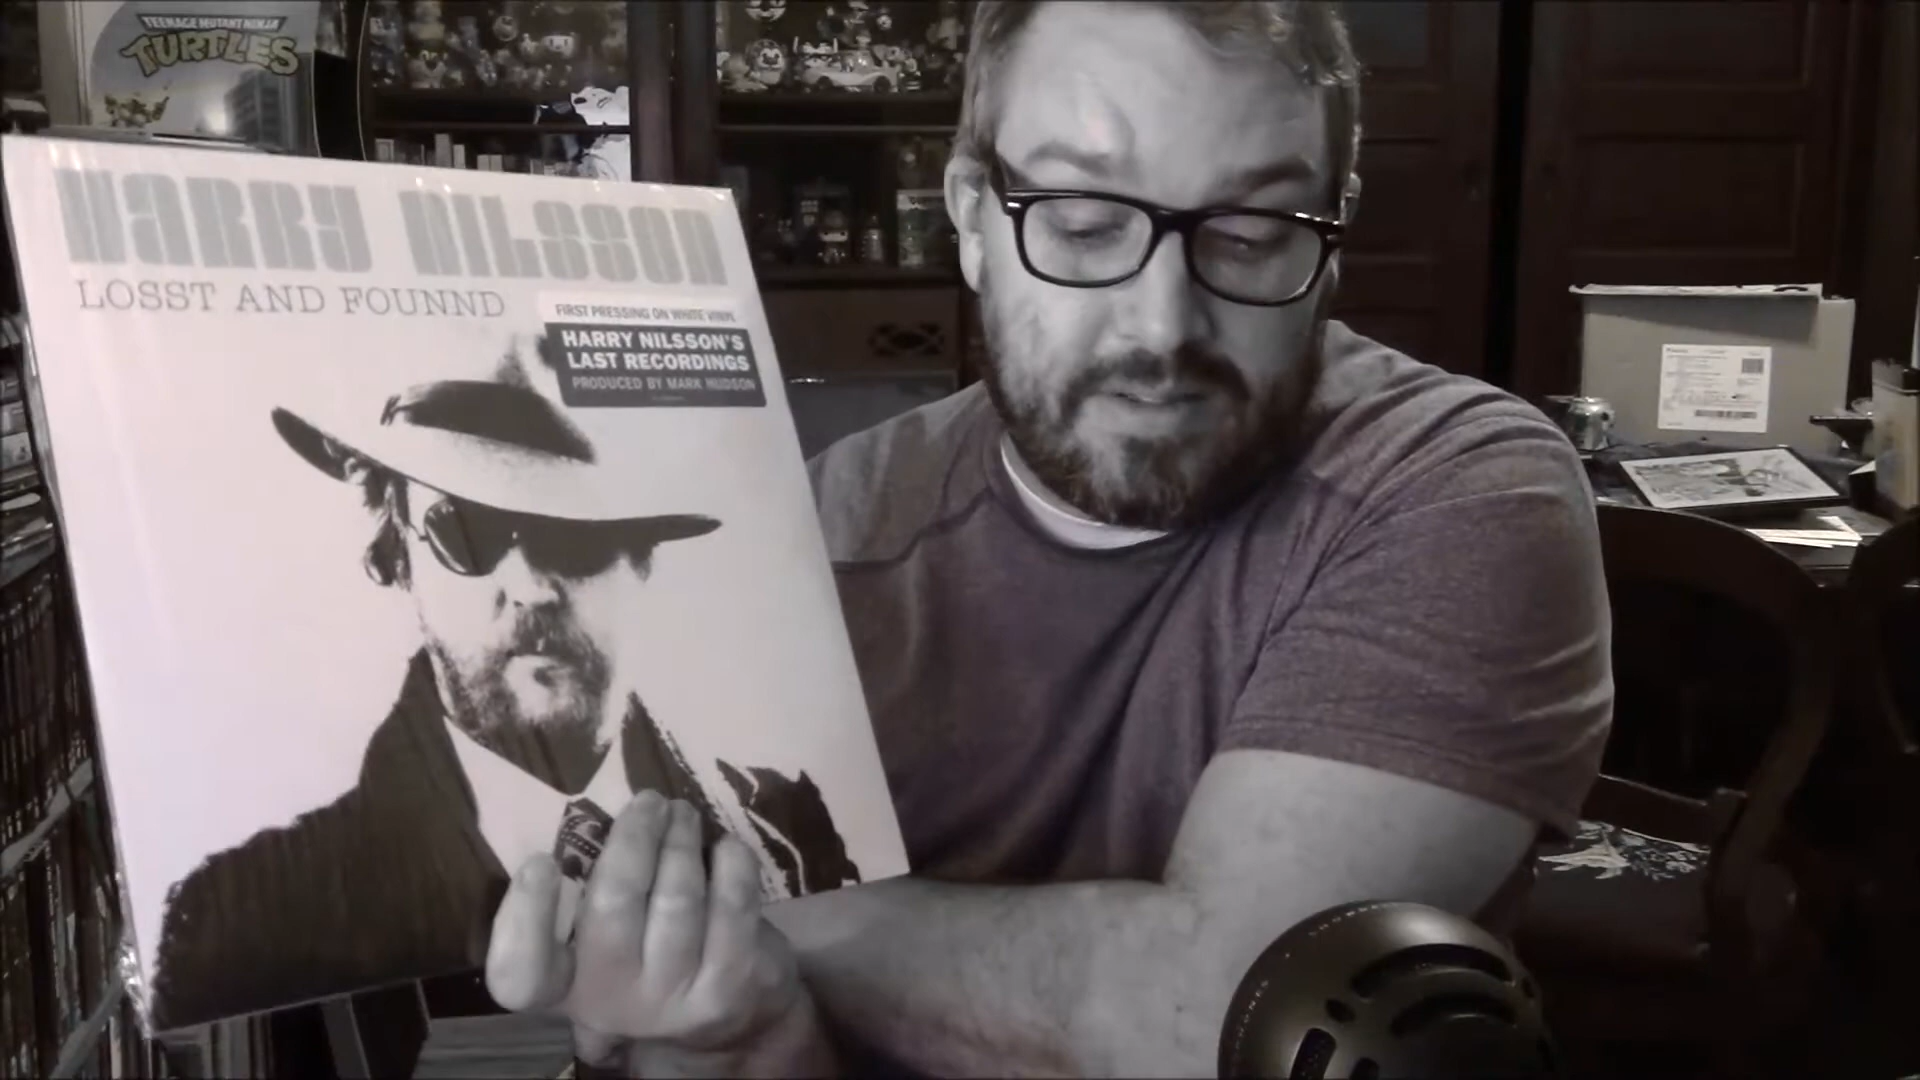 TEENAGE MUTANT NINJA
TURTLES
HARRY NILSSON
LOSST AND FOUNND
FIRST PRESSING ON WHITE VINYL
HARRY NILSSON'S
LAST RECORDINGS
PRODUCED BY MARK HUDSON